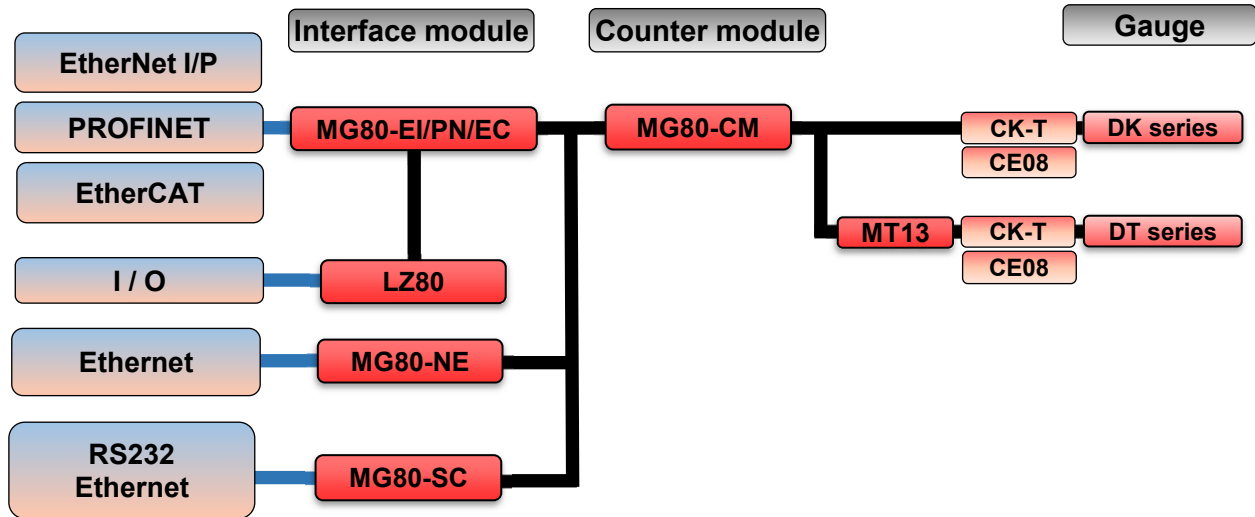 Interface module
Counter module
Gauge
EtherNet I/P
PROFINET
MG80-EI/PN/EC
MG80-CM
CK-T
DK series
CE08
EtherCAT
MT13
CK-T
DT series
CE08
I / O
LZ80
Ethernet
MG80-NE
RS232
Ethernet
MG80-SC